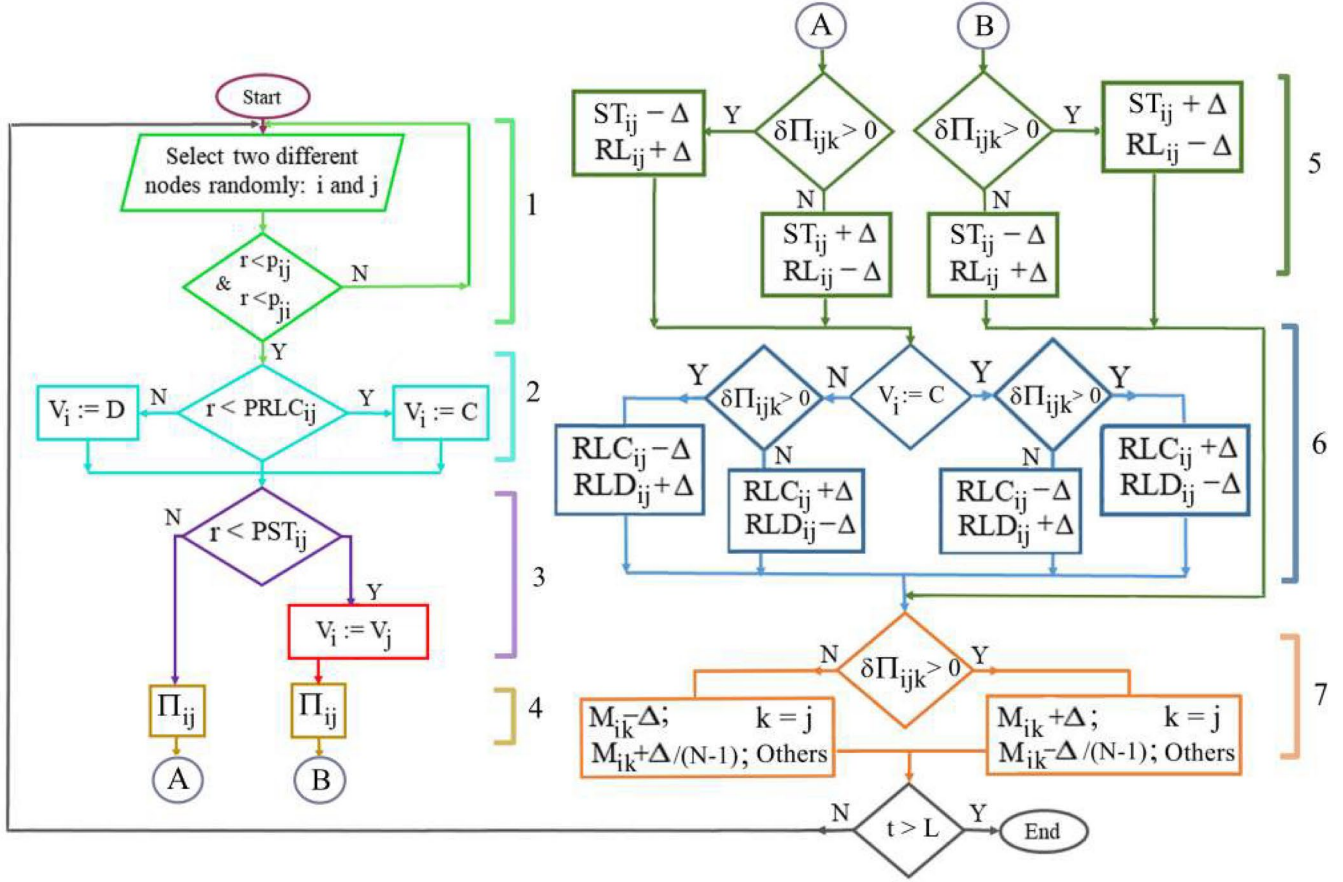 Start
Select two different
nodes randomly: i and j
r<p_ij
&
r<p_ji
N
Y
1
r < PRLC_ij
N
Y
V_i := D
V_i := C
2
r < PST_ij
N
Y
V_i := V_j
3
Π_ij
Π_ij
4
A
B
A
B
δΠ_ijk > 0
Y
ST_ij − Δ
RL_ij + Δ
N
ST_ij + Δ
RL_ij − Δ
δΠ_ijk > 0
Y
ST_ij + Δ
RL_ij − Δ
N
ST_ij − Δ
RL_ij + Δ
5
V_i := C
N
Y
δΠ_ijk > 0
Y
RLC_ij − Δ
RLD_ij + Δ
N
RLC_ij + Δ
RLD_ij − Δ
δΠ_ijk > 0
Y
N
RLC_ij − Δ
RLD_ij + Δ
RLC_ij + Δ
RLD_ij − Δ
6
δΠ_ijk > 0
N
Y
M_ik − Δ; k = j
M_ik + Δ/(N-1); Others
M_ik + Δ; k = j
M_ik − Δ/(N-1); Others
7
t > L
N
Y
End